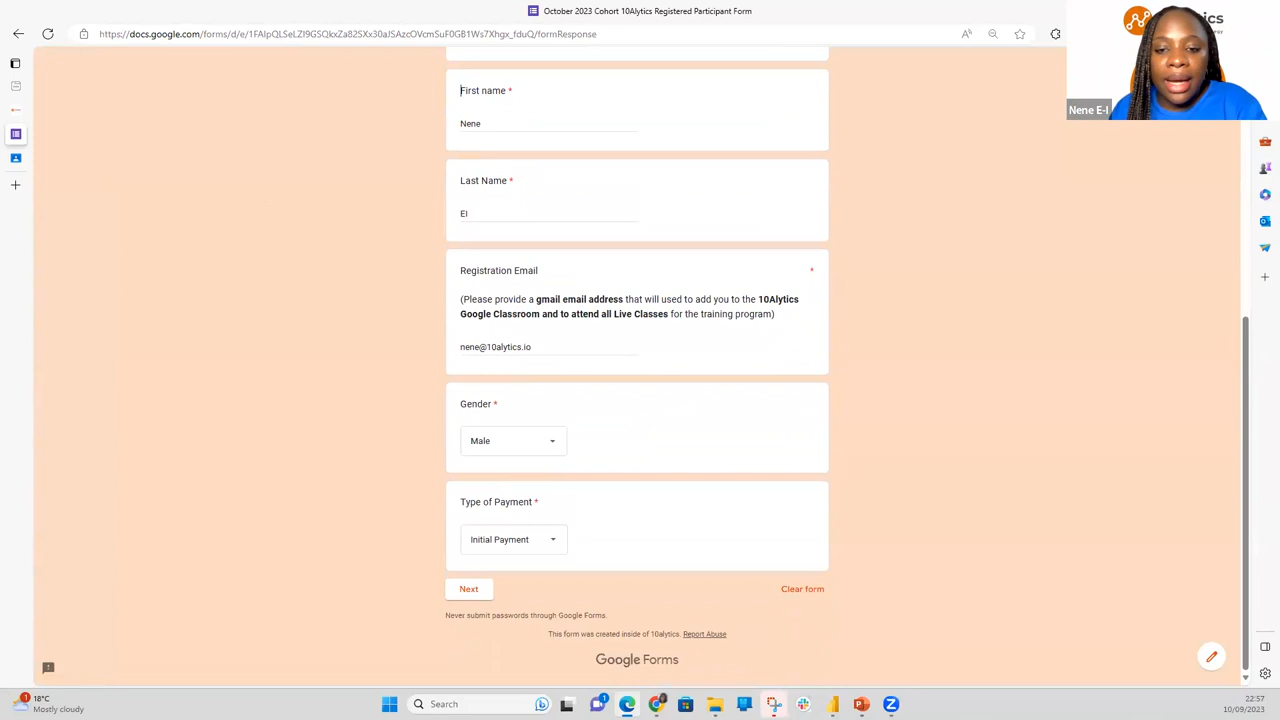 October 2023 Cohort 10Alytics Registered Participant Form
https://docs.google.com/forms/d/e/1FAIpQLSeLZI9GSQkxZa82SXx30aJSAzcOVcmSuF0GB1Ws7Xhgx_fduQ/formResponse
Nene E-I
First name *
Nene
Last Name *
EI
Registration Email *
(Please provide a gmail email address that will used to add you to the 10Alytics
Google Classroom and to attend all Live Classes for the training program)
nene@10alytics.io
Gender *
Male
Type of Payment *
Initial Payment
Next
Clear form
Never submit passwords through Google Forms.
This form was created inside of 10alytics. Report Abuse
Google Forms
1
18°C
Mostly cloudy
Search
1
22:57
10/09/2023